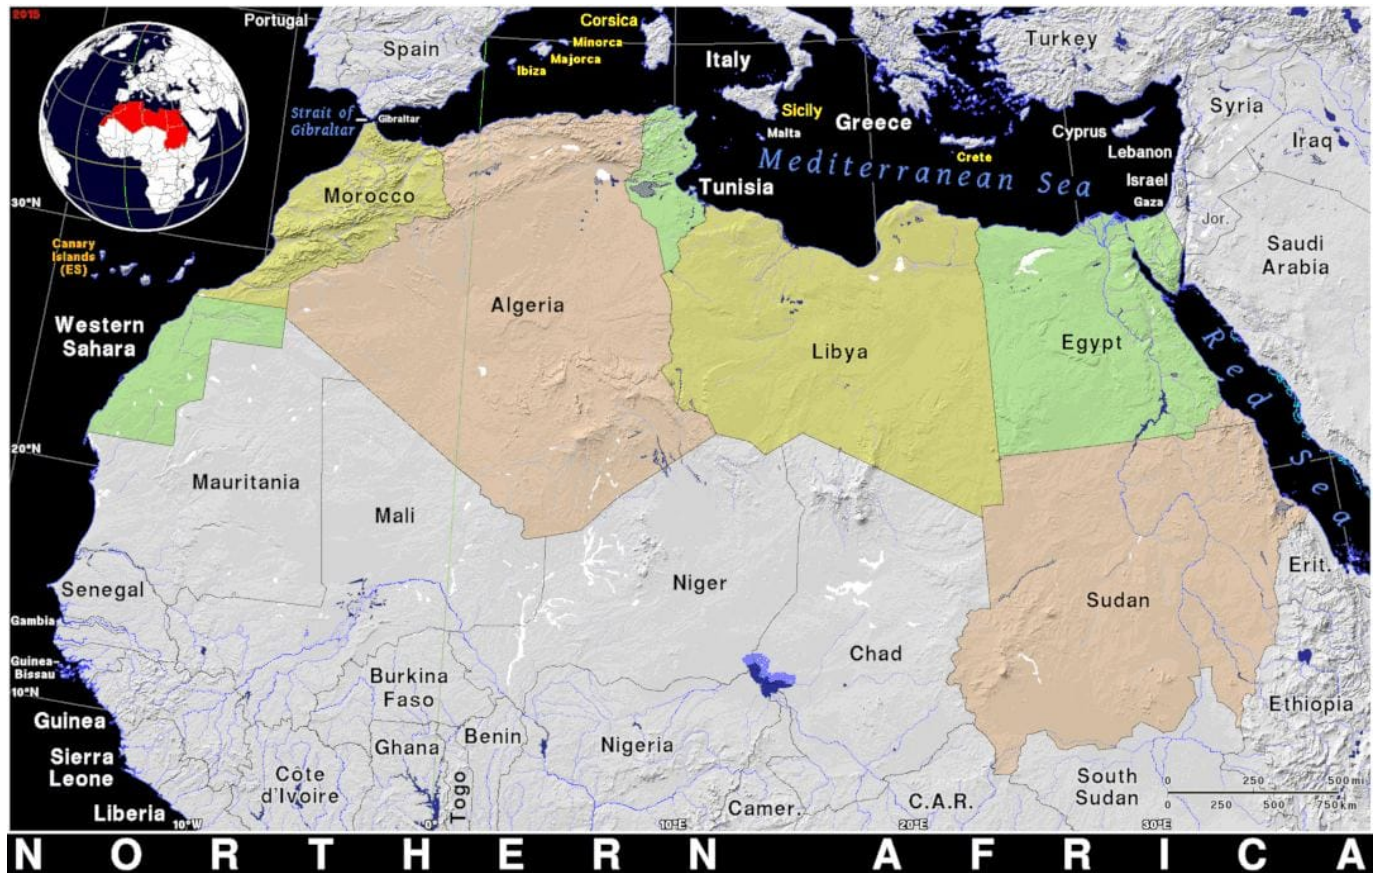 2015
Portugal
Spain
Corsica
Minorca
Majorca
Ibiza
Italy
Turkey
Strait of
Gibraltar
Gibraltar
Sicily
Malta
Greece
Crete
Cyprus
Syria
Iraq
Lebanon
Israel
Gaza
Jor.
Mediterranean Sea
Tunisia
Morocco
30°N
Canary
Islands
(ES)
Saudi
Arabia
Algeria
Western
Sahara
Libya
Egypt
Red Sea
20°N
Mauritania
Mali
Niger
Chad
Sudan
Erit.
Senegal
Gambia
Guinea-
Bissau
10°N
Guinea
Sierra
Leone
Liberia
Burkina
Faso
Ghana
Benin
Togo
Côte
d'Ivoire
Nigeria
Camer.
C.A.R.
South
Sudan
Ethiopia
0 250 500 mi
0 250 500 750 km
10°W
0°
10°E
20°E
30°E
NORTHERN AFRICA